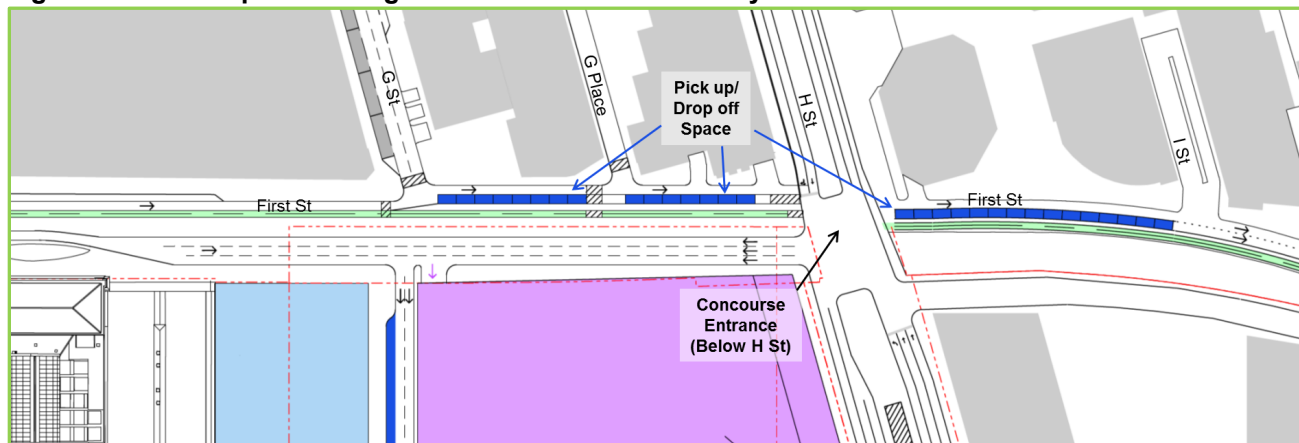 G St
G Place
Pick up/
Drop off
Space
H St
I St
First St
First St
Concourse
Entrance
(Below H St)